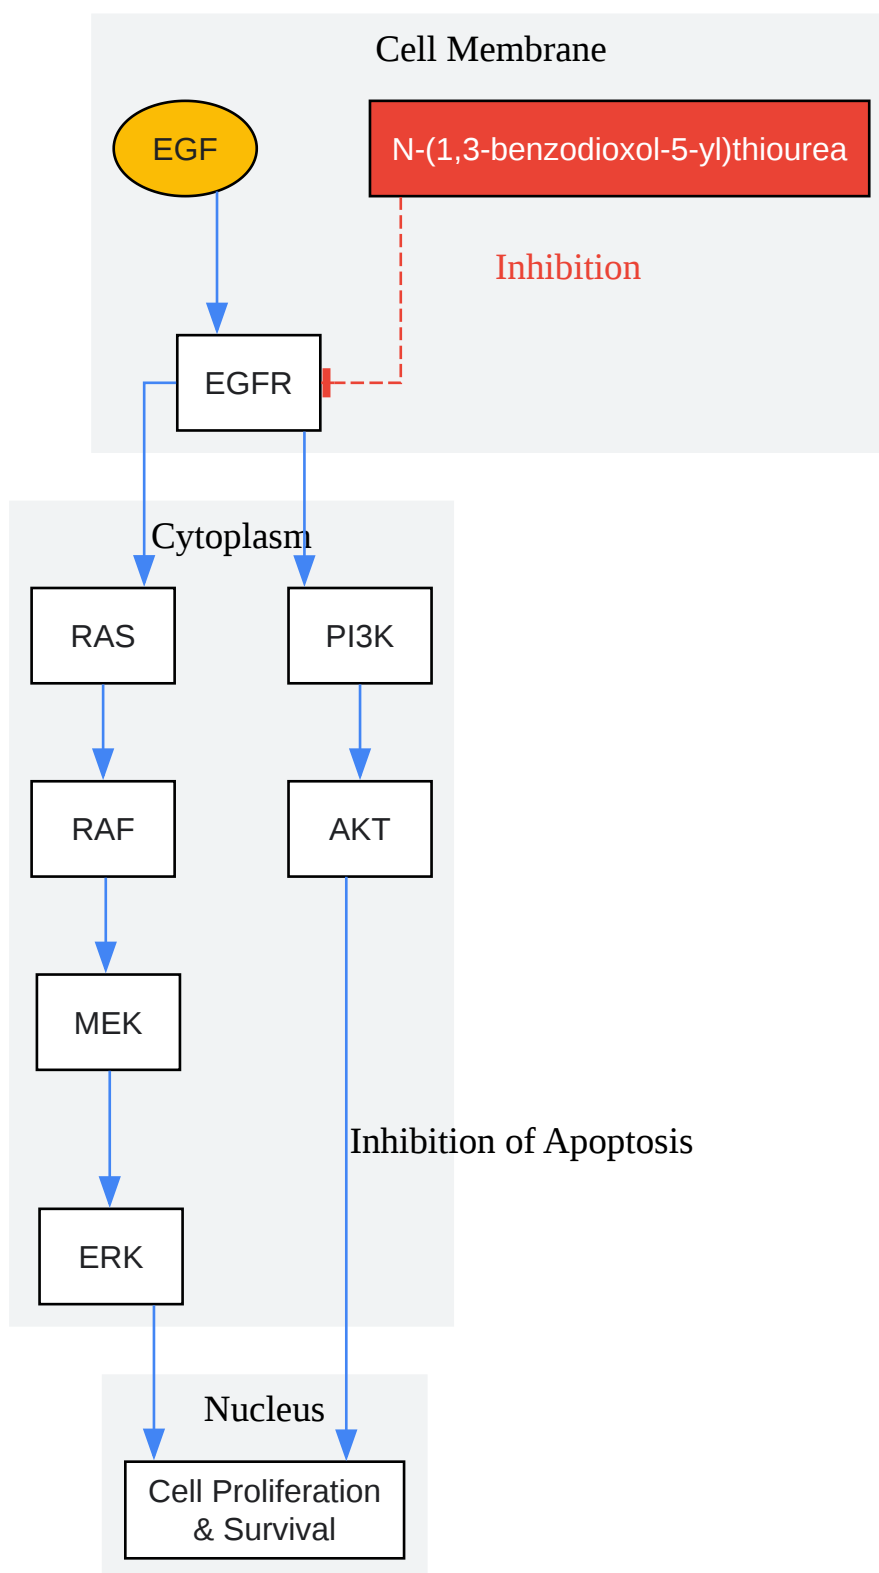 Cell Membrane
EGF
N-(1,3-benzodioxol-5-yl)thiourea
Inhibition
EGFR
Cytoplasm
RAS
PI3K
RAF
AKT
MEK
Inhibition of Apoptosis
ERK
Nucleus
Cell Proliferation
& Survival